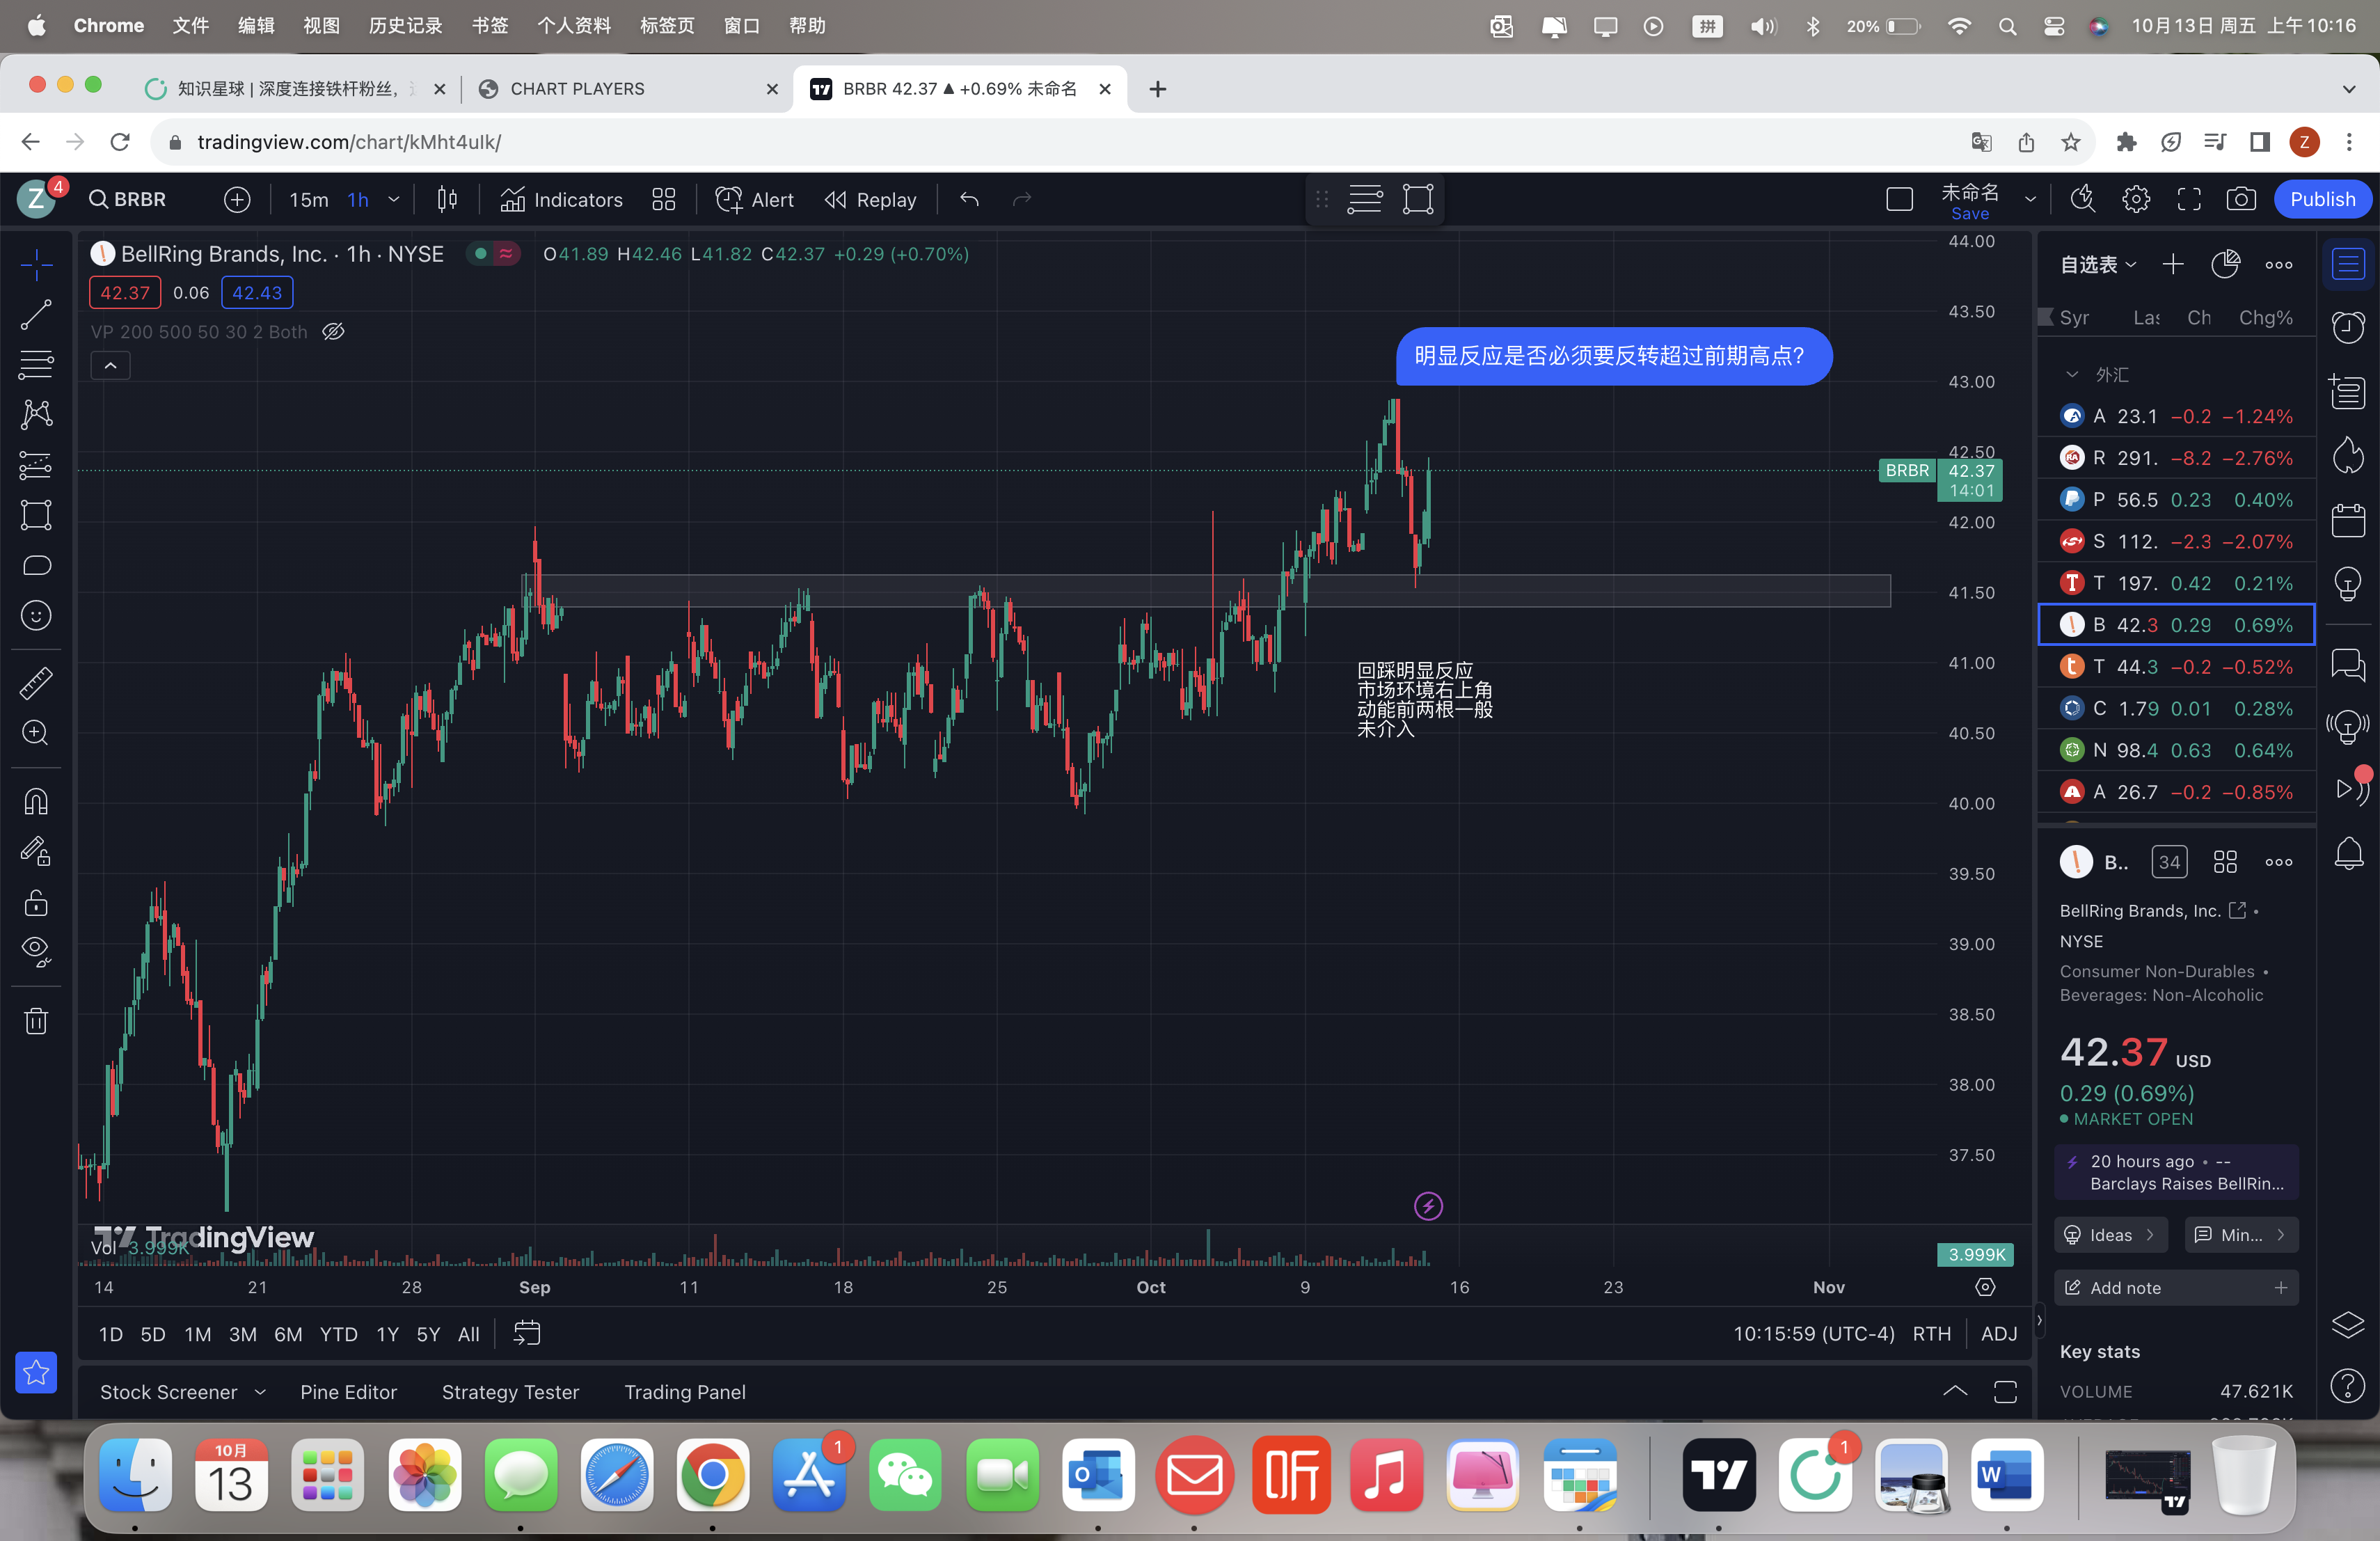 Chrome 文件 编辑 视图 历史记录 书签 个人资料 标签页 窗口 帮助
拼 20% 10月13日 周五 上午10:16
知识星球 | 深度连接铁杆粉丝,
CHART PLAYERS
BRBR 42.37 ▲ +0.69% 未命名
tradingview.com/chart/kMht4uIk/
Z
Z 4 BRBR 15m 1h Indicators Alert Replay
未命名
Save
Publish
BellRing Brands, Inc. · 1h · NYSE
O41.89 H42.46 L41.82 C42.37 +0.29 (+0.70%)
42.37 0.06 42.43
VP 200 500 50 30 2 Both
明显反应是否必须要反转超过前期高点?
回踩明显反应
市场环境右上角
动能前两根一般
未介入
44.00
43.50
43.00
42.50
BRBR 42.37
14:01
42.00
41.50
41.00
40.50
40.00
39.50
39.00
38.50
38.00
37.50
TradingView
Vol 3.999K
3.999K
14 21 28 Sep 11 18 25 Oct 9 16 23 Nov
1D 5D 1M 3M 6M YTD 1Y 5Y All
10:15:59 (UTC-4) RTH ADJ
Stock Screener Pine Editor Strategy Tester Trading Panel
自选表
Syr Las Ch Chg%
外汇
A 23.1 −0.2 −1.24%
R 291. −8.2 −2.76%
P 56.5 0.23 0.40%
S 112. −2.3 −2.07%
T 197. 0.42 0.21%
B 42.3 0.29 0.69%
T 44.3 −0.2 −0.52%
C 1.79 0.01 0.28%
N 98.4 0.63 0.64%
A 26.7 −0.2 −0.85%
B.. 34
BellRing Brands, Inc.
NYSE
Consumer Non-Durables •
Beverages: Non-Alcoholic
42.37 USD
0.29 (0.69%)
MARKET OPEN
20 hours ago • --
Barclays Raises BellRin...
Ideas Min...
Add note
Key stats
VOLUME 47.621K
10月
13
1
听
1